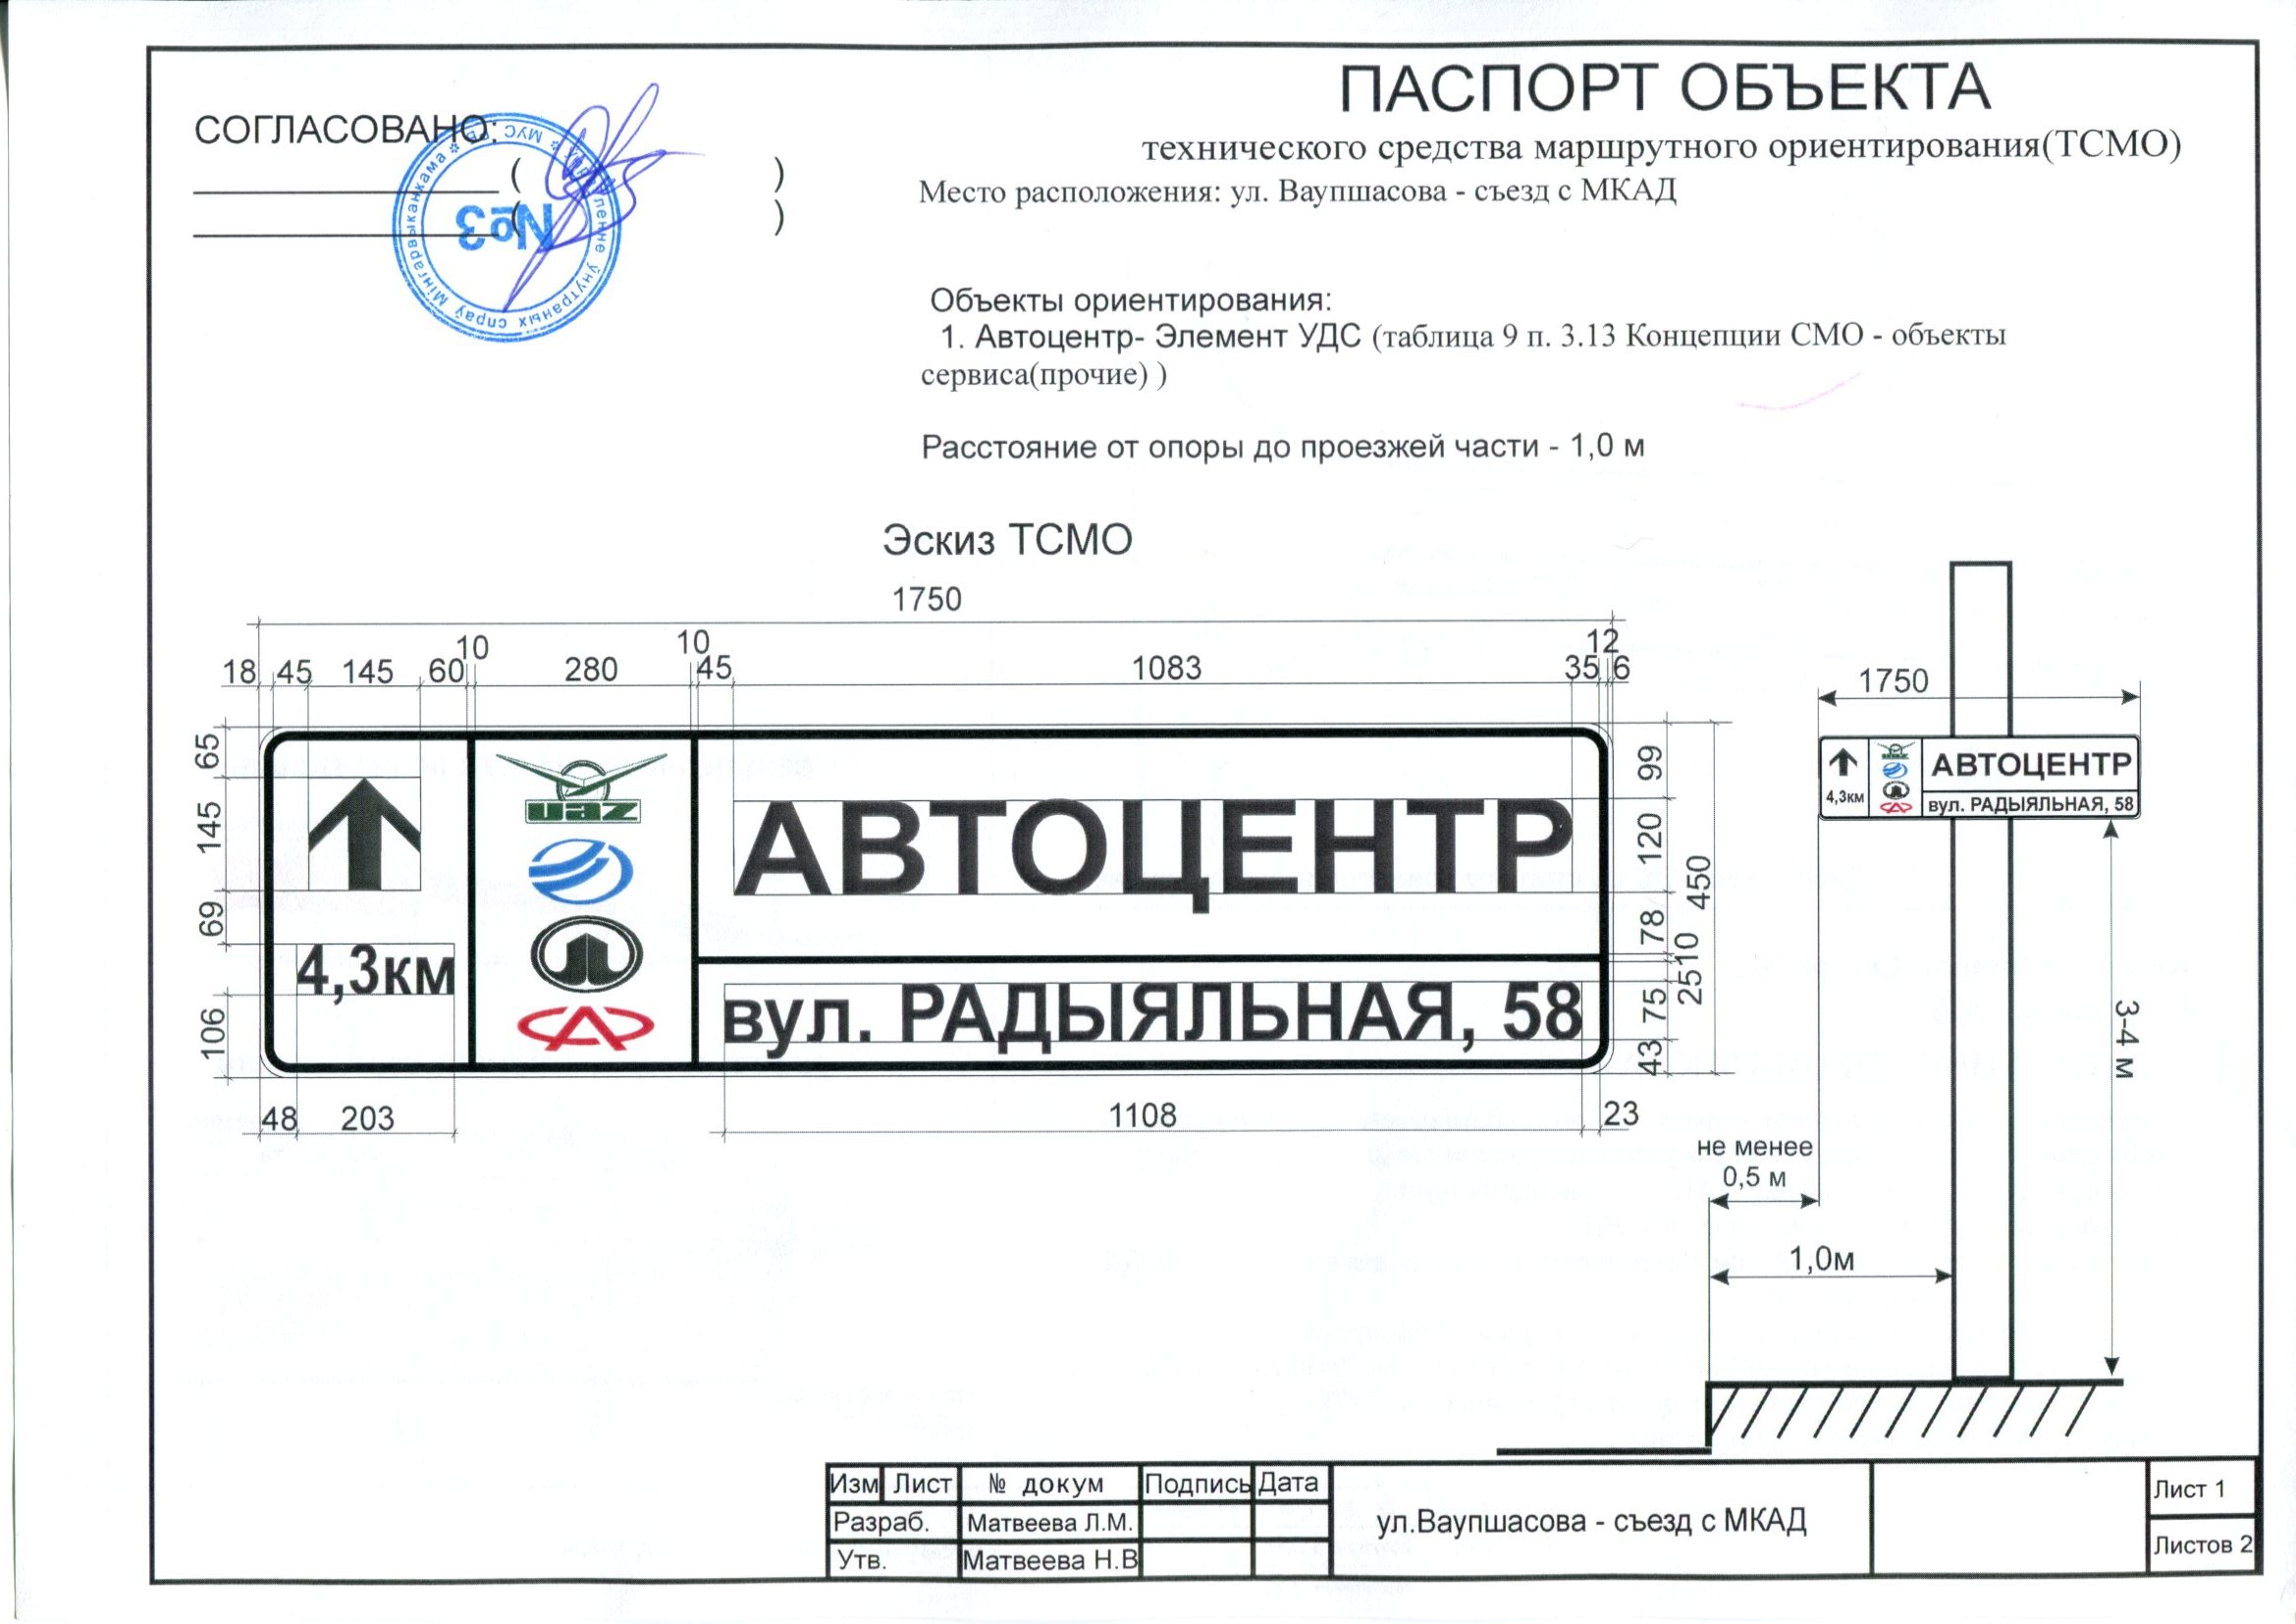 СОГЛАСОВАНО:
( )
( )
Упраўленне ўнутраных спраў Мінгарвыканкама * МУС РБ *
№3
ПАСПОРТ ОБЪЕКТА
технического средства маршрутного ориентирования(ТСМО)
Место расположения: ул. Ваупшасова - съезд с МКАД
Объекты ориентирования:
1. Автоцентр- Элемент УДС (таблица 9 п. 3.13 Концепции СМО - объекты
сервиса(прочие) )
Расстояние от опоры до проезжей части - 1,0 м
Эскиз ТСМО
1750
10 10 12
18 45 145 60 280 45 1083 35 6
65
145
69
106
4,3км
uaz
АВТОЦЕНТР
вул. РАДЫЯЛЬНАЯ, 58
99
120
78
10
25
75
43
450
48 203 1108 23
1750
4,3км
uaz
АВТОЦЕНТР
вул. РАДЫЯЛЬНАЯ, 58
3-4 м
не менее
0,5 м
1,0м
Изм Лист № докум Подпись Дата
Разраб. Матвеева Л.М.
Утв. Матвеева Н.В
ул.Ваупшасова - съезд с МКАД
Лист 1
Листов 2